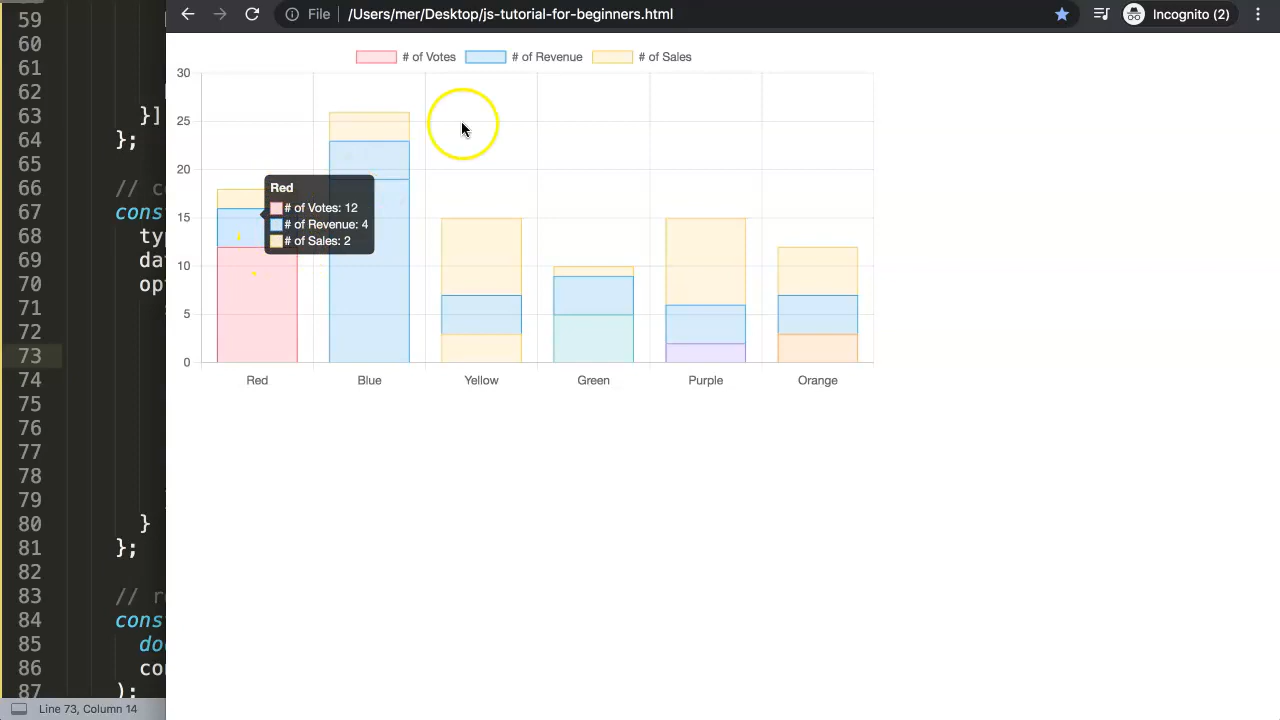 File /Users/mer/Desktop/js-tutorial-for-beginners.html Incognito (2)
# of Votes # of Revenue # of Sales
30
25
20
15
10
5
0
Red
# of Votes: 12
# of Revenue: 4
# of Sales: 2
Red Blue Yellow Green Purple Orange
59
60
61
62
63 }]
64 };
65
66 // c
67 cons
68 ty
69 da
70 op
71
72
73
74
75
76
77
78
79
80 }
81 };
82
83 // r
84 cons
85 do
86 co
87 );
Line 73, Column 14